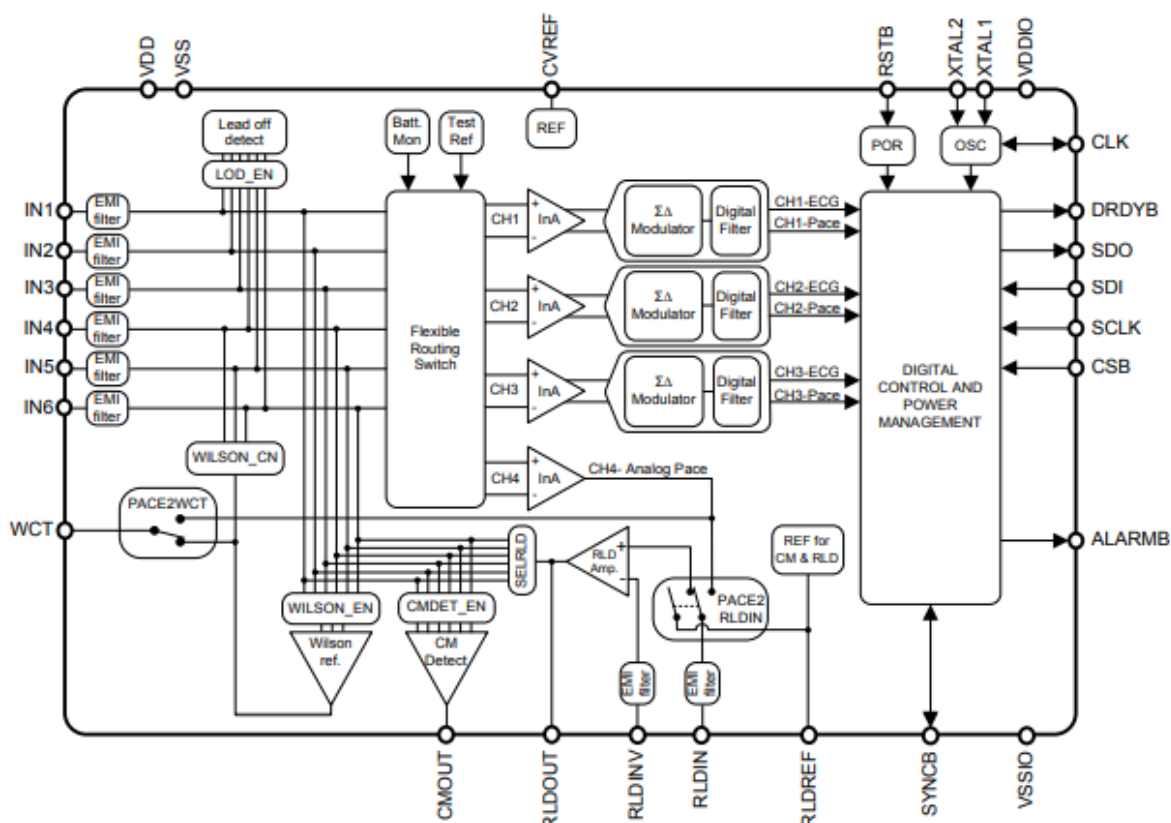 VDD
VSS
CVREF
RSTB
XTAL2
XTAL1
VDDIO
Lead off
detect
LOD_EN
Batt.
Mon
Test
Ref
REF
POR
OSC
CLK
IN1
EMI
filter
IN2
EMI
filter
IN3
EMI
filter
IN4
EMI
filter
IN5
EMI
filter
IN6
EMI
filter
Flexible
Routing
Switch
CH1
+
-
InA
ΣΔ
Modulator
Digital
Filter
CH1-ECG
CH1-Pace
CH2
+
-
InA
ΣΔ
Modulator
Digital
Filter
CH2-ECG
CH2-Pace
CH3
+
-
InA
ΣΔ
Modulator
Digital
Filter
CH3-ECG
CH3-Pace
CH4
+
-
InA
CH4- Analog Pace
DIGITAL
CONTROL AND
POWER
MANAGEMENT
DRDYB
SDO
SDI
SCLK
CSB
ALARMB
WILSON_CN
PACE2WCT
WCT
SELRLD
RLD
Amp.
+
-
REF for
CM & RLD
PACE2
RLDIN
WILSON_EN
CMDET_EN
Wilson
ref.
CM
Detect
EMI
filter
EMI
filter
CMOUT
RLDOUT
RLDINV
RLDIN
RLDREF
SYNCB
VSSIO